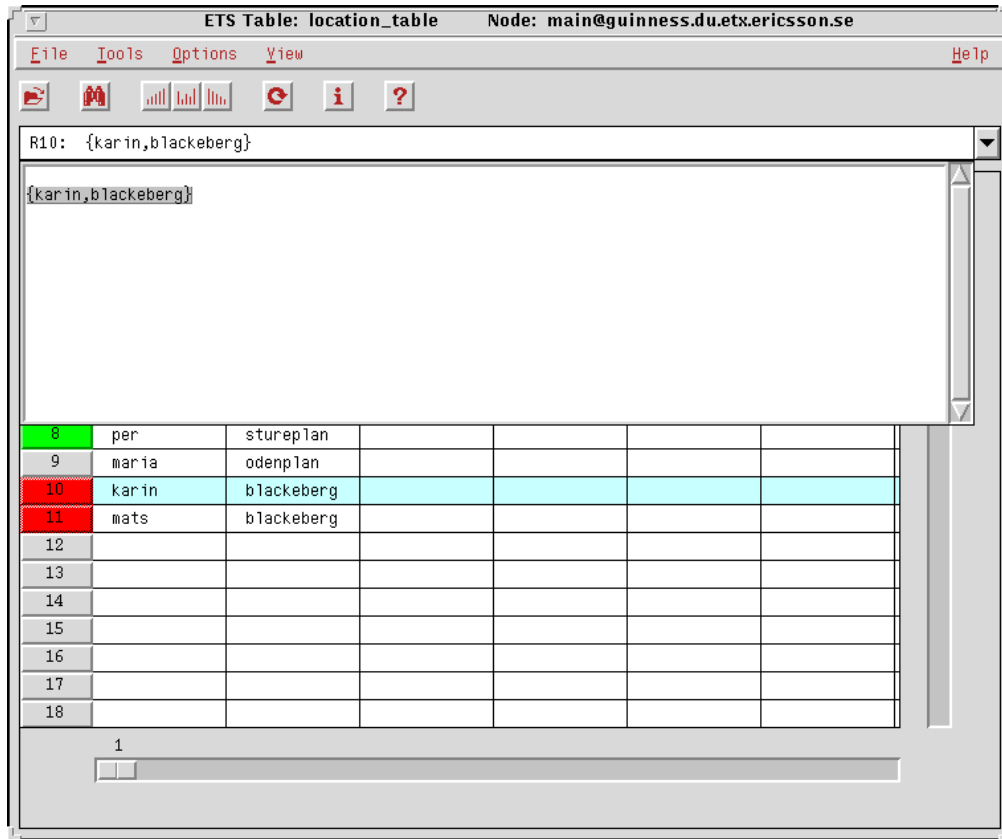 ETS Table: location_table Node: main@guinness.du.etx.ericsson.se
File Tools Options View Help
i ?
R10: {karin,blackeberg}
{karin,blackeberg}
8 per stureplan
9 maria odenplan
10 karin blackeberg
11 mats blackeberg
12
13
14
15
16
17
18
1